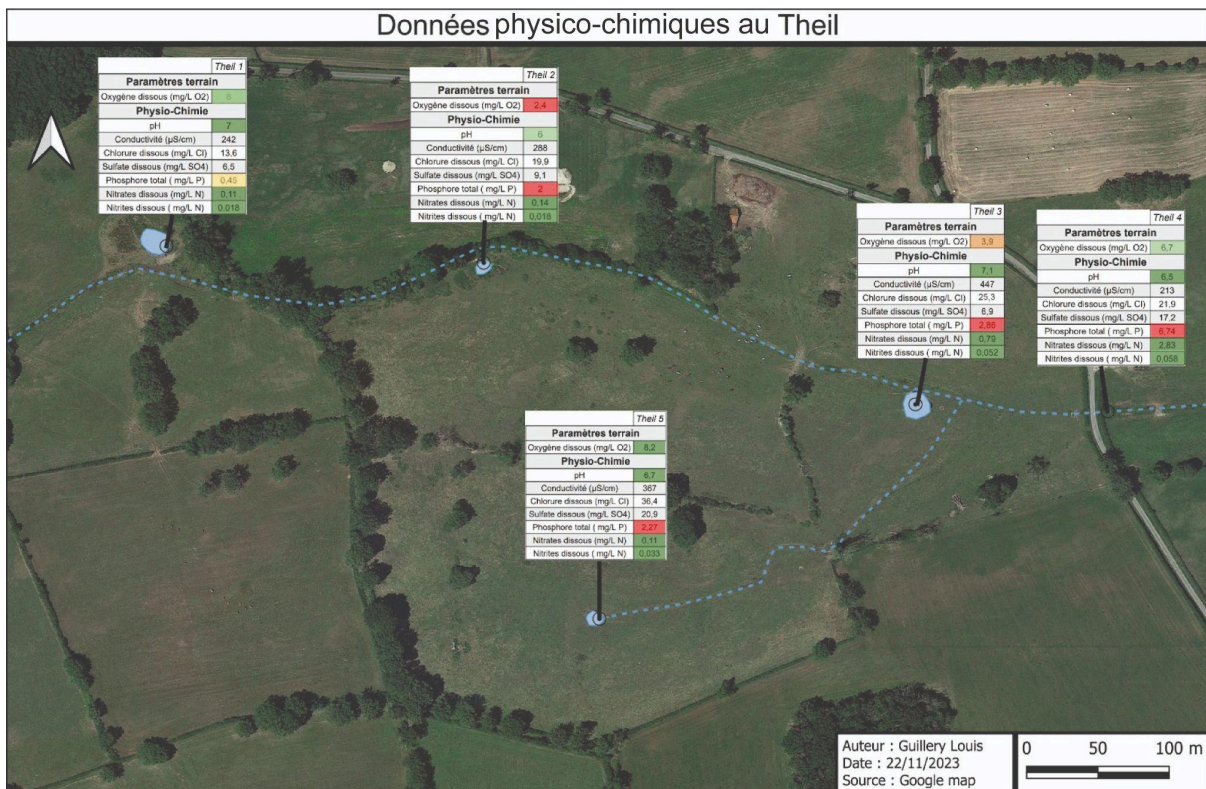 Données physico-chimiques au Theil
Theil 1
Paramètres terrain
Oxygène dissous (mg/L O2) 8
Physio-Chimie
pH 7
Conductivité (µS/cm) 242
Chlorure dissous (mg/L Cl) 13,6
Sulfate dissous (mg/L SO4) 6,5
Phosphore total ( mg/L P) 0,45
Nitrates dissous (mg/L N) 0,11
Nitrites dissous ( mg/L N) 0,018
Theil 2
Paramètres terrain
Oxygène dissous (mg/L O2) 2,4
Physio-Chimie
pH 6
Conductivité (µS/cm) 288
Chlorure dissous (mg/L Cl) 19,9
Sulfate dissous (mg/L SO4) 9,1
Phosphore total ( mg/L P) 2
Nitrates dissous (mg/L N) 0,14
Nitrites dissous ( mg/L N) 0,018
Theil 3
Paramètres terrain
Oxygène dissous (mg/L O2) 3,9
Physio-Chimie
pH 7,1
Conductivité (µS/cm) 447
Chlorure dissous (mg/L Cl) 25,3
Sulfate dissous (mg/L SO4) 6,9
Phosphore total ( mg/L P) 2,86
Nitrates dissous (mg/L N) 0,79
Nitrites dissous ( mg/L N) 0,052
Theil 4
Paramètres terrain
Oxygène dissous (mg/L O2) 6,7
Physio-Chimie
pH 6,5
Conductivité (µS/cm) 213
Chlorure dissous (mg/L Cl) 21,9
Sulfate dissous (mg/L SO4) 17,2
Phosphore total ( mg/L P) 6,74
Nitrates dissous (mg/L N) 2,83
Nitrites dissous ( mg/L N) 0,058
Theil 5
Paramètres terrain
Oxygène dissous (mg/L O2) 8,2
Physio-Chimie
pH 6,7
Conductivité (µS/cm) 367
Chlorure dissous (mg/L Cl) 36,4
Sulfate dissous (mg/L SO4) 20,9
Phosphore total ( mg/L P) 2,27
Nitrates dissous (mg/L N) 0,11
Nitrites dissous ( mg/L N) 0,033
Auteur : Guillery Louis
Date : 22/11/2023
Source : Google map
0 50 100 m